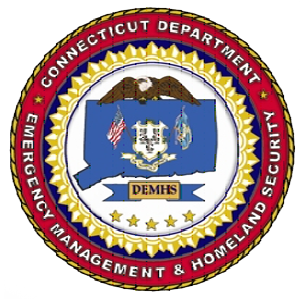 CONNECTICUT DEPARTMENT
EMERGENCY MANAGEMENT & HOMELAND SECURITY
DEMHS